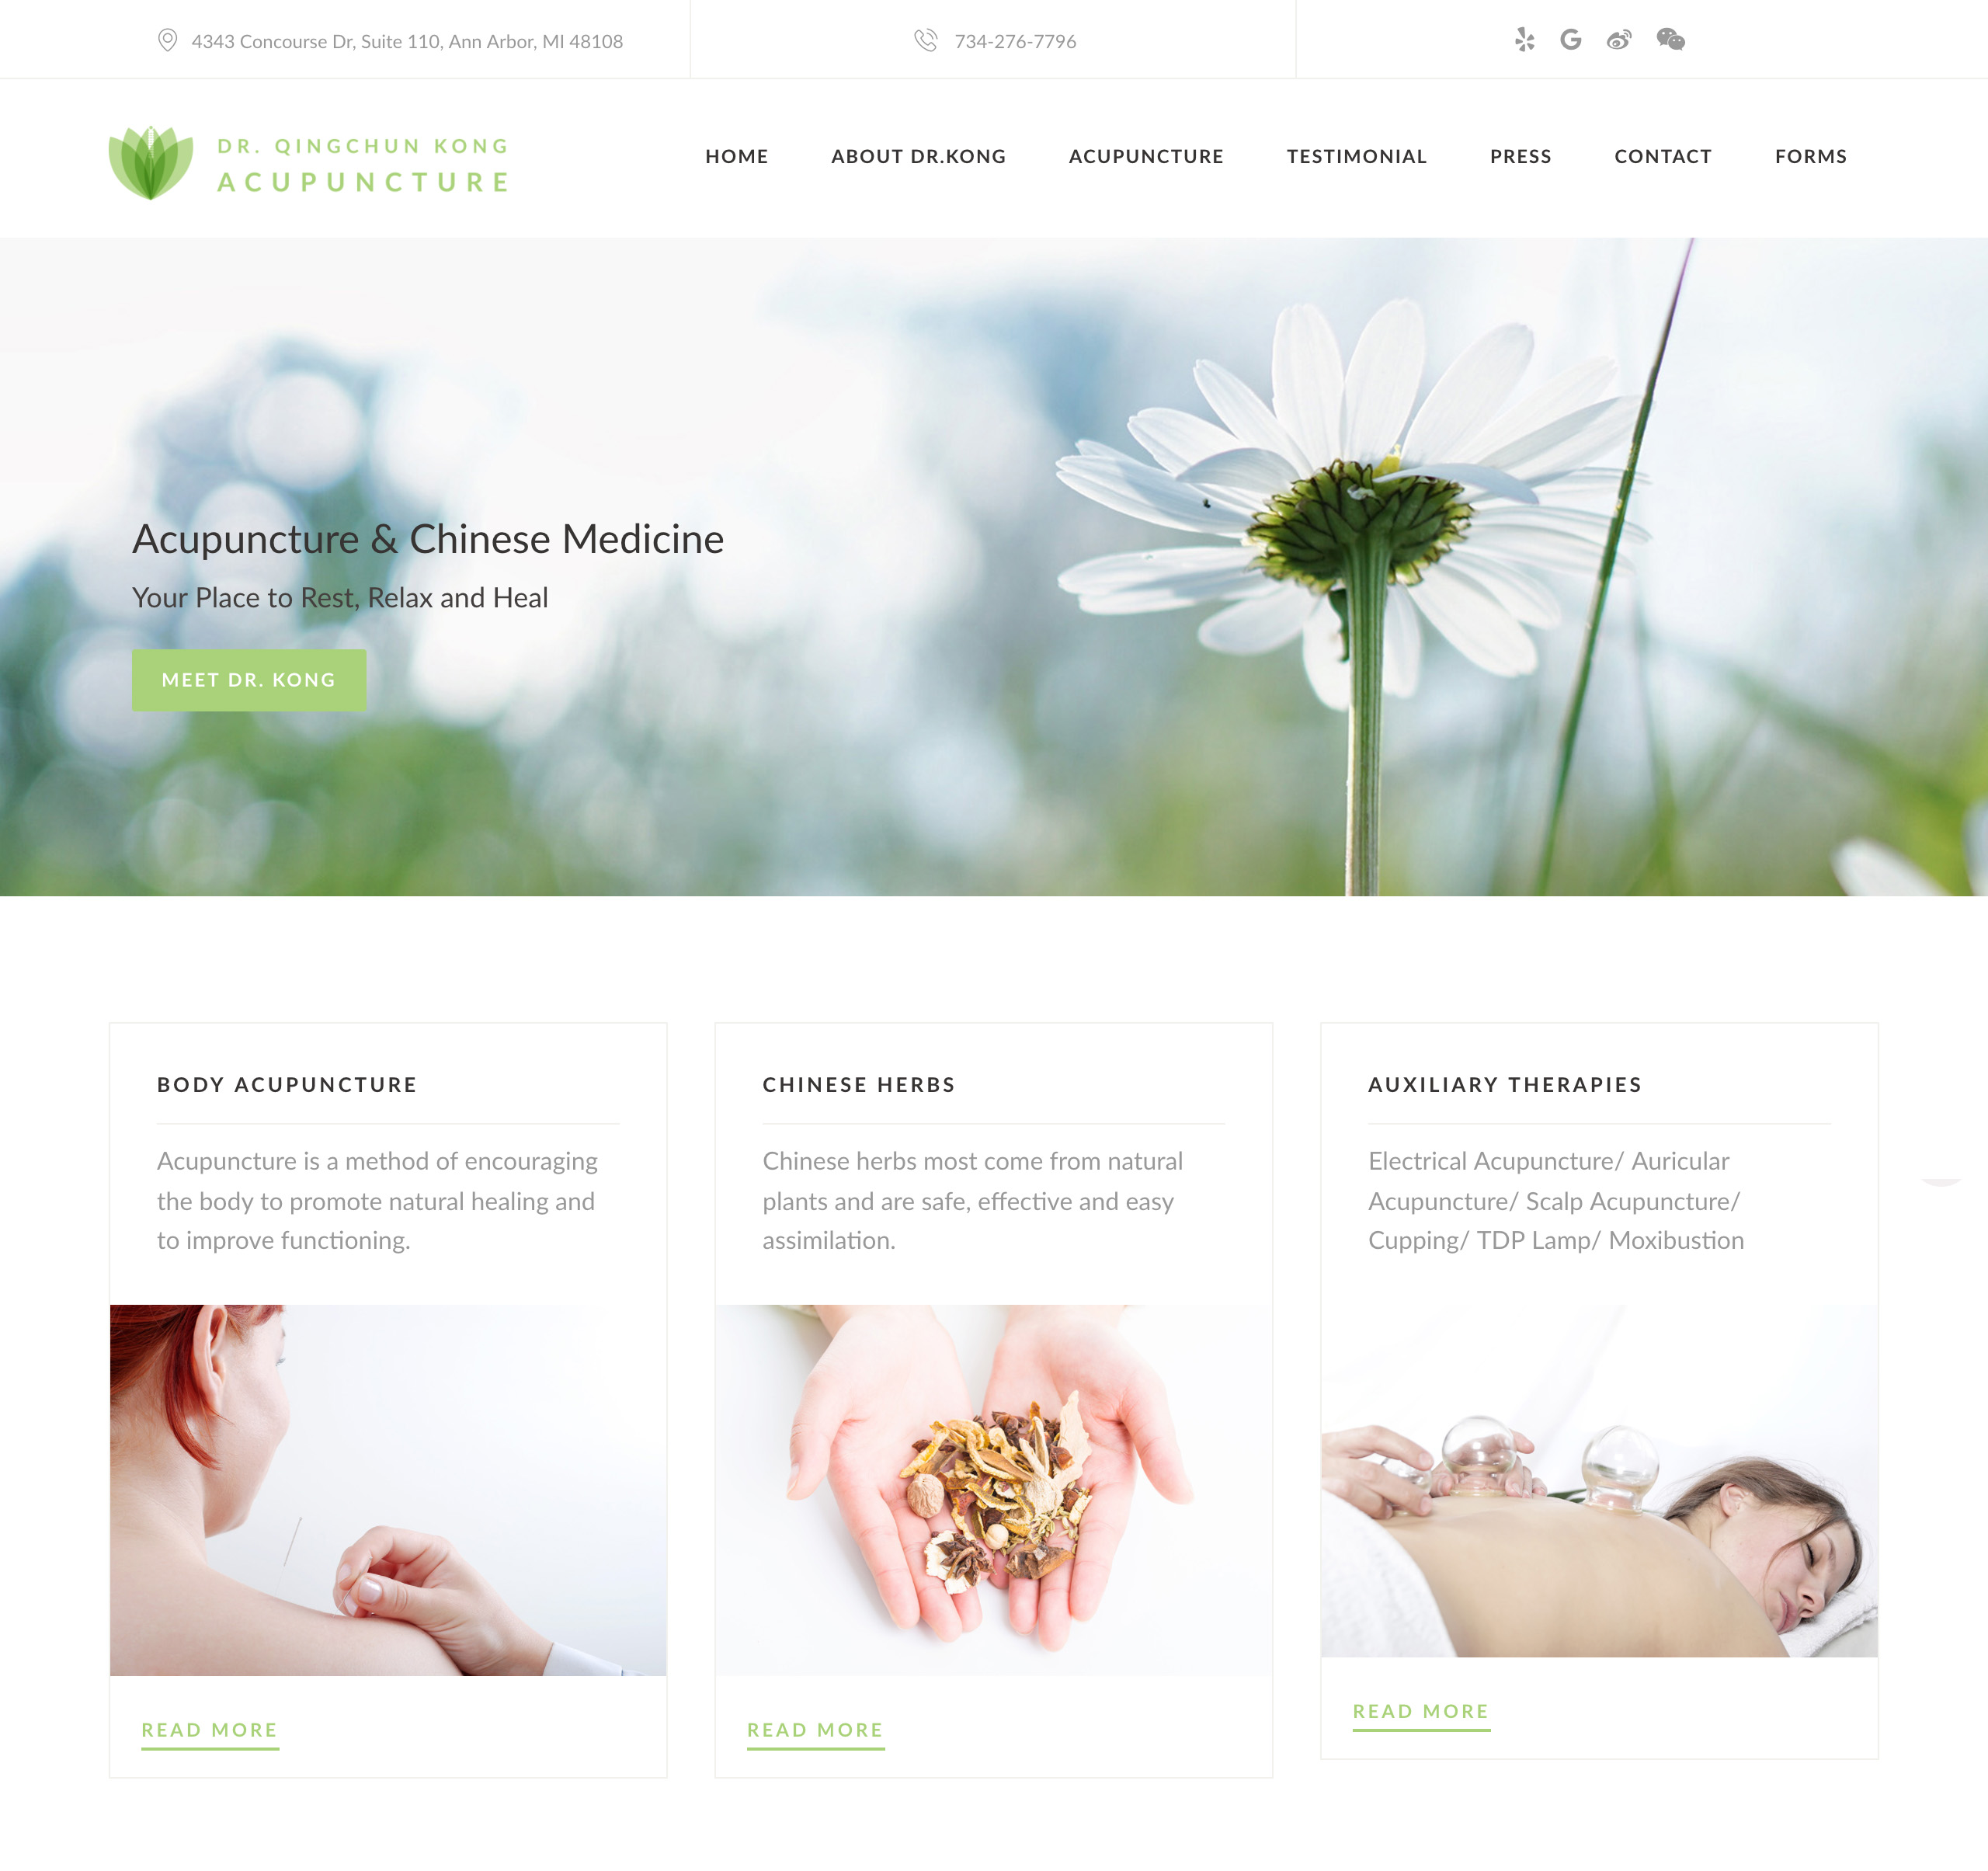 4343 Concourse Dr, Suite 110, Ann Arbor, MI 48108
734-276-7796
DR. QINGCHUN KONG
ACUPUNCTURE
HOME
ABOUT DR.KONG
ACUPUNCTURE
TESTIMONIAL
PRESS
CONTACT
FORMS
Acupuncture & Chinese Medicine
Your Place to Rest, Relax and Heal
MEET DR. KONG
BODY ACUPUNCTURE
Acupuncture is a method of encouraging
the body to promote natural healing and
to improve functioning.
READ MORE
CHINESE HERBS
Chinese herbs most come from natural
plants and are safe, effective and easy
assimilation.
READ MORE
AUXILIARY THERAPIES
Electrical Acupuncture/ Auricular
Acupuncture/ Scalp Acupuncture/
Cupping/ TDP Lamp/ Moxibustion
READ MORE